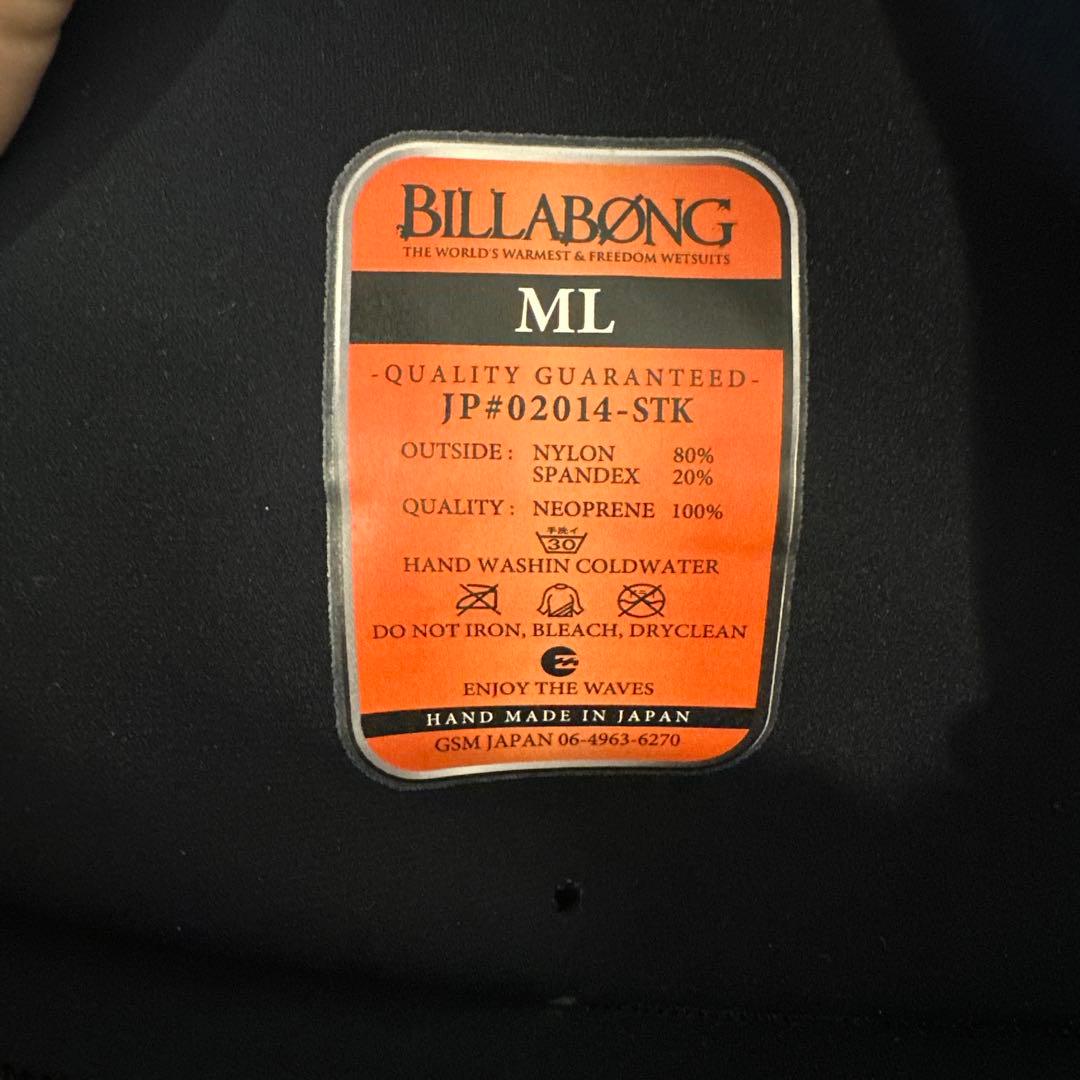 BILLABØNG
THE WORLD'S WARMEST & FREEDOM WETSUITS
ML
-QUALITY GUARANTEED-
JP#02014-STK
OUTSIDE : NYLON 80%
SPANDEX 20%
QUALITY : NEOPRENE 100%
手洗イ
30
HAND WASHIN COLDWATER
DO NOT IRON, BLEACH, DRYCLEAN
ENJOY THE WAVES
HAND MADE IN JAPAN
GSM JAPAN 06-4963-6270